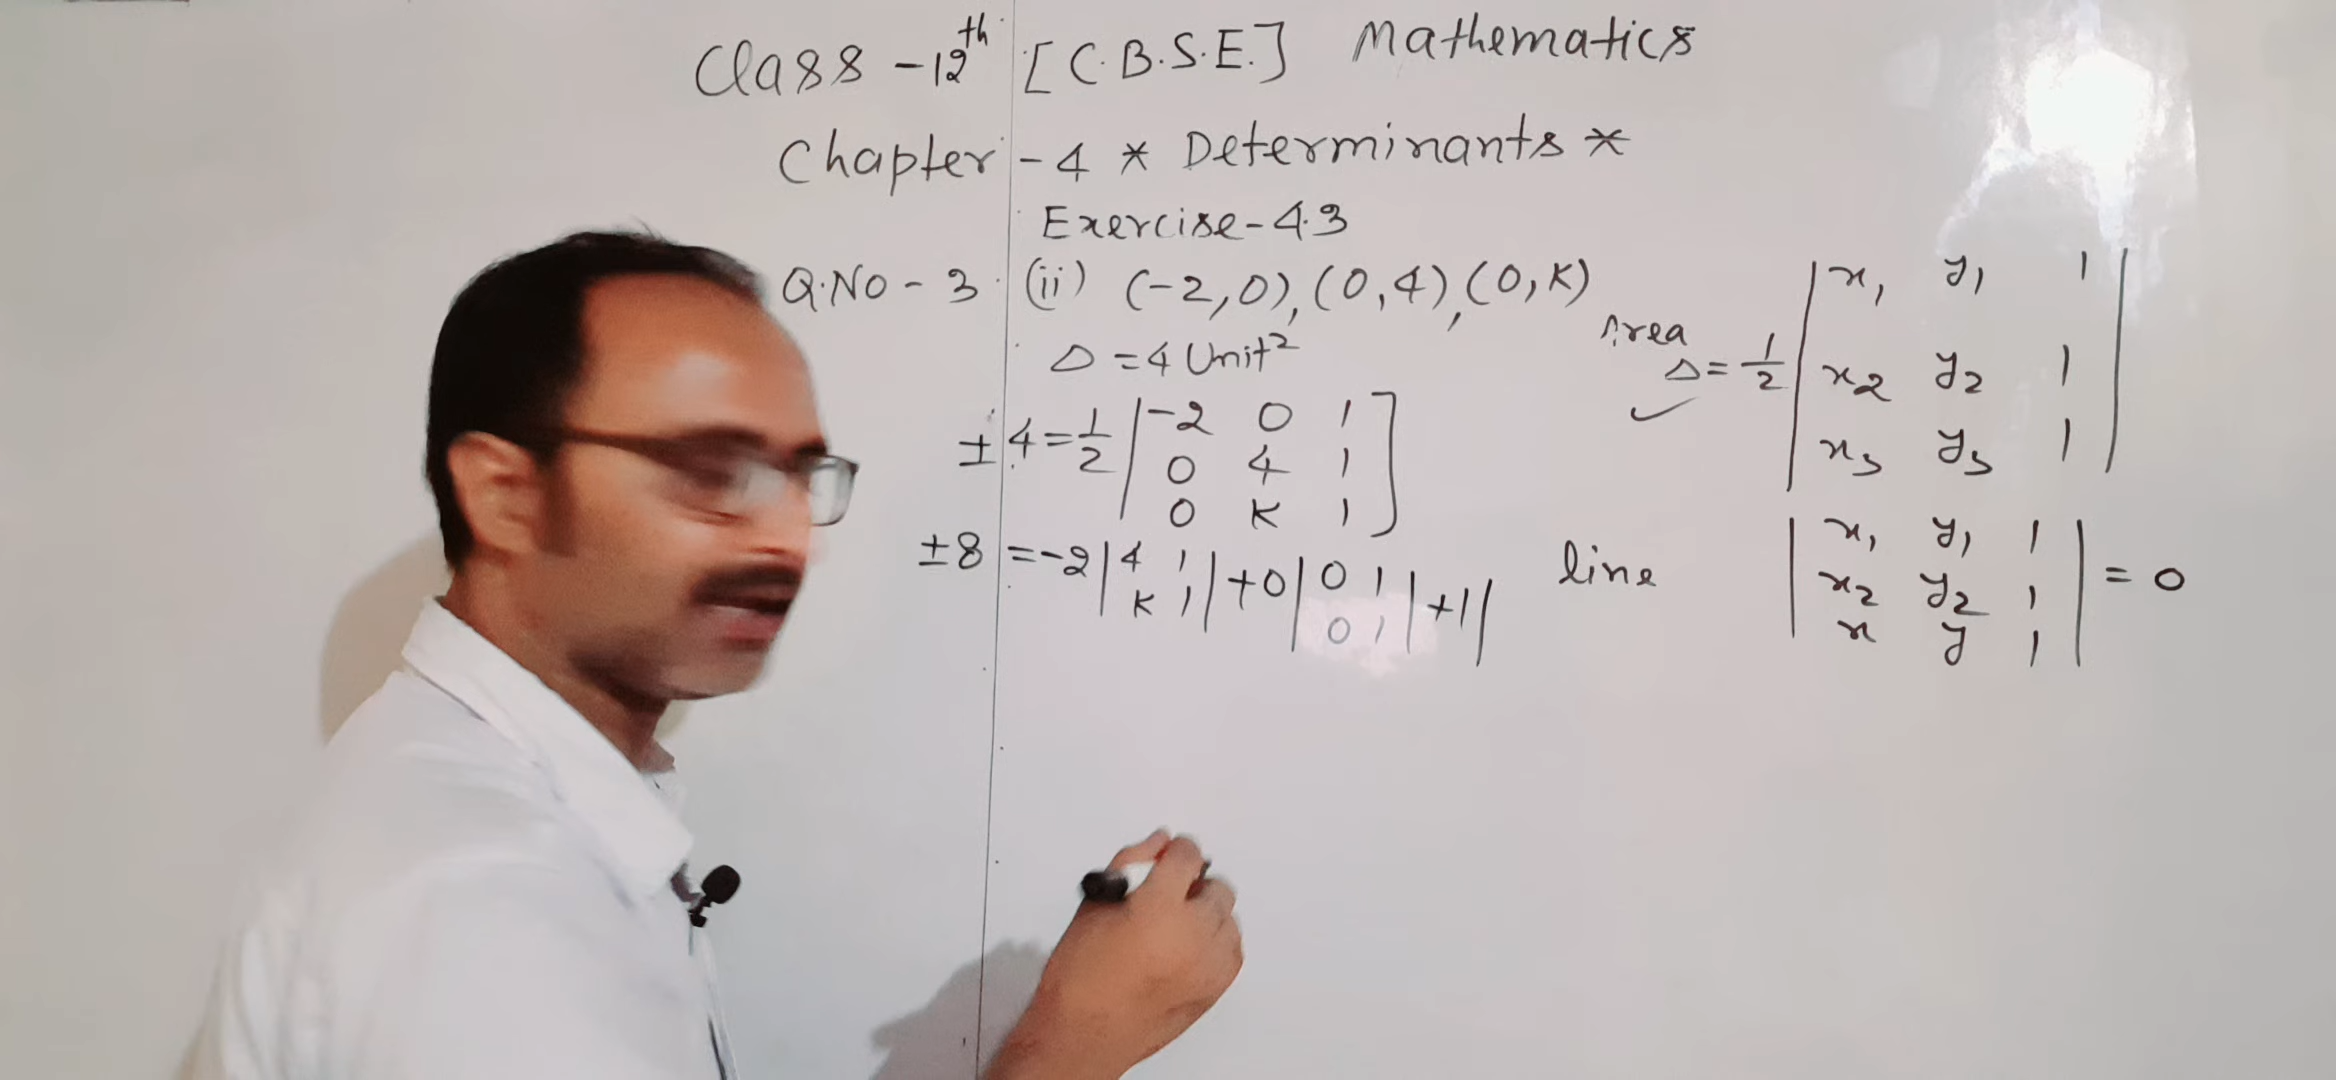 Class - 12th [C.B.S.E.] Mathematics
Chapter - 4 * Determinants *
Exercise - 4.3
Q.NO - 3. (ii) (-2,0), (0,4), (0,K)
Δ = 4 Unit²
± 4 = 1/2 | -2 0 1
0 4 1
0 K 1 ]
±8 = -2 | 4 1 | + 0 | 0 1 | + 1 |
K 1 0 1
Area
Δ = 1/2 | x₁ y₁ 1 |
x₂ y₂ 1
x₃ y₃ 1
line | x₁ y₁ 1 | = 0
x₂ y₂ 1
x y 1